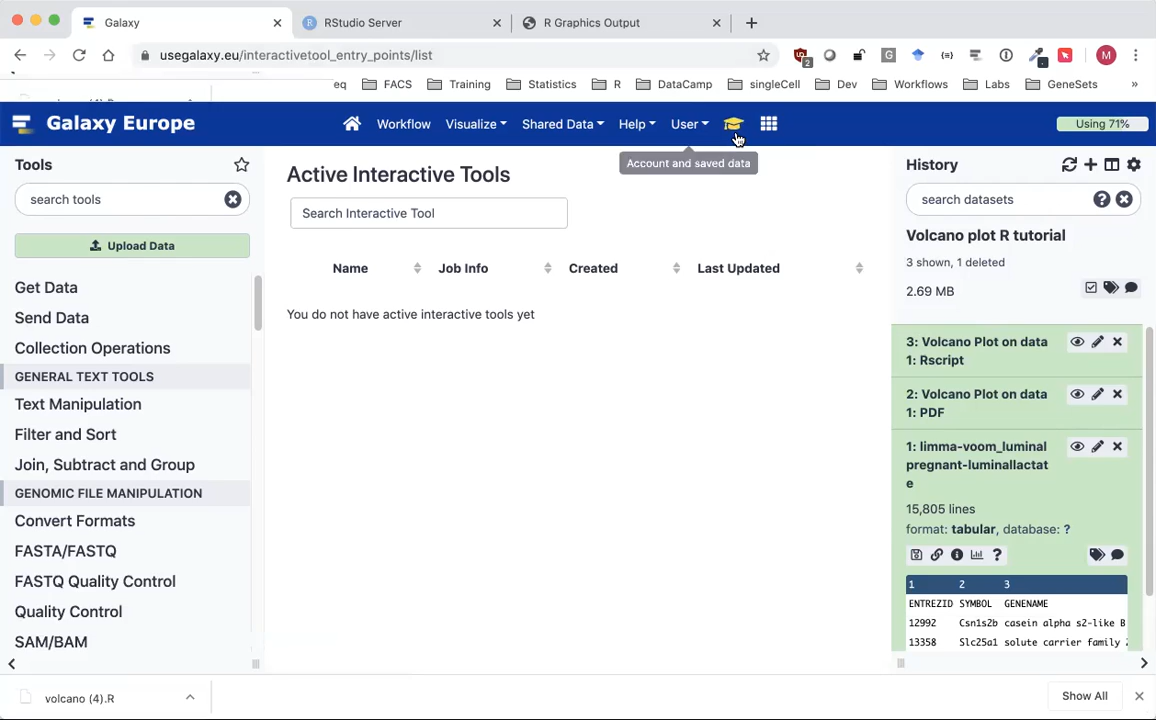 Galaxy
RStudio Server
R Graphics Output
usegalaxy.eu/interactivetool_entry_points/list
2
M
eq
FACS
Training
Statistics
R
DataCamp
singleCell
Dev
Workflows
Labs
GeneSets
»
Galaxy Europe
Workflow
Visualize
Shared Data
Help
User
Using 71%
Account and saved data
Tools
search tools
Upload Data
Get Data
Send Data
Collection Operations
GENERAL TEXT TOOLS
Text Manipulation
Filter and Sort
Join, Subtract and Group
GENOMIC FILE MANIPULATION
Convert Formats
FASTA/FASTQ
FASTQ Quality Control
Quality Control
SAM/BAM
Active Interactive Tools
Search Interactive Tool
Name
Job Info
Created
Last Updated
You do not have active interactive tools yet
History
search datasets
Volcano plot R tutorial
3 shown, 1 deleted
2.69 MB
3: Volcano Plot on data
1: Rscript
2: Volcano Plot on data
1: PDF
1: limma-voom_luminal
pregnant-luminallactat
e
15,805 lines
format: tabular, database: ?
1 2 3
ENTREZID SYMBOL GENENAME
12992 Csn1s2b casein alpha s2-like B
13358 Slc25a1 solute carrier family
volcano (4).R
Show All